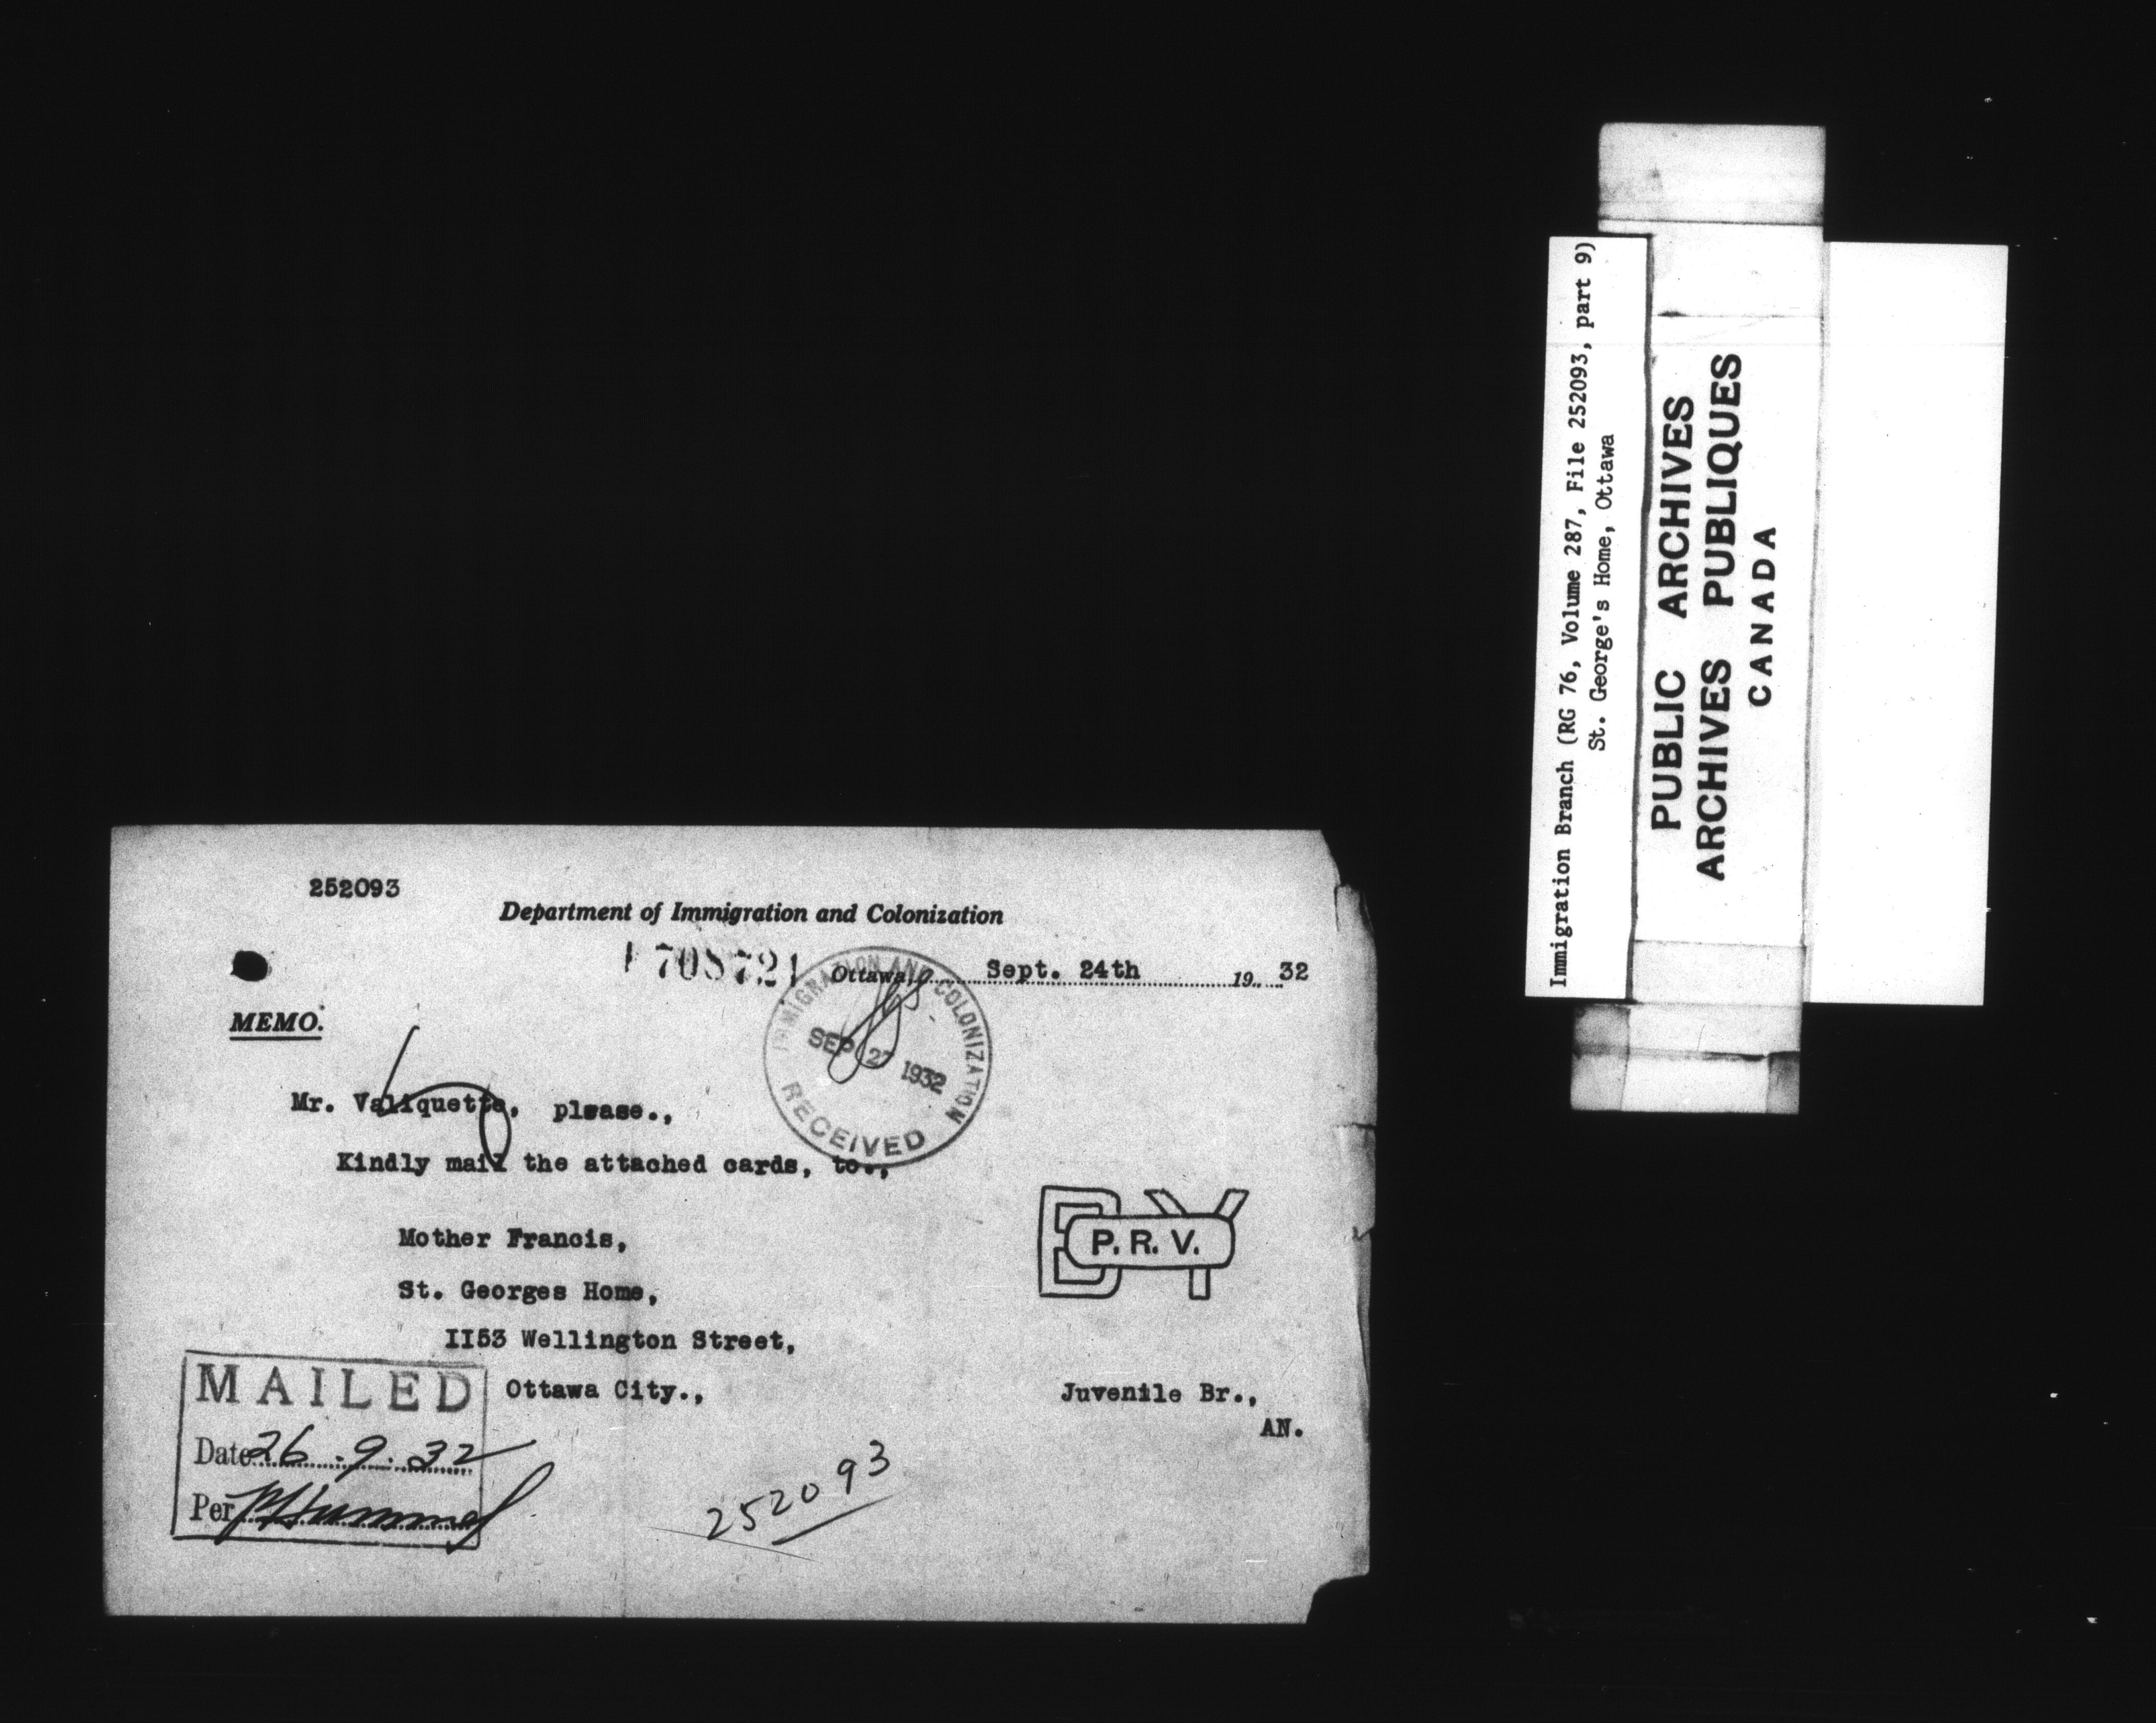 252093
Department of Immigration and Colonization
708721
Ottawa, Sept. 24th 19 32
IMMIGRATION AND COLONIZATION
SEP 27 1932
RECEIVED
MEMO.
Mr. Valiquette, please.,
Kindly mail the attached cards, to.,
Mother Francis,
St. Georges Home,
II53 Wellington Street,
Ottawa City.,
BY
P. R. V.
Juvenile Br.,
AN.
MAILED
Date 26.9.32
Per
252093
Immigration Branch (RG 76, Volume 287, File 252093, part 9)
St. George's Home, Ottawa
PUBLIC ARCHIVES
ARCHIVES PUBLIQUES
CANADA